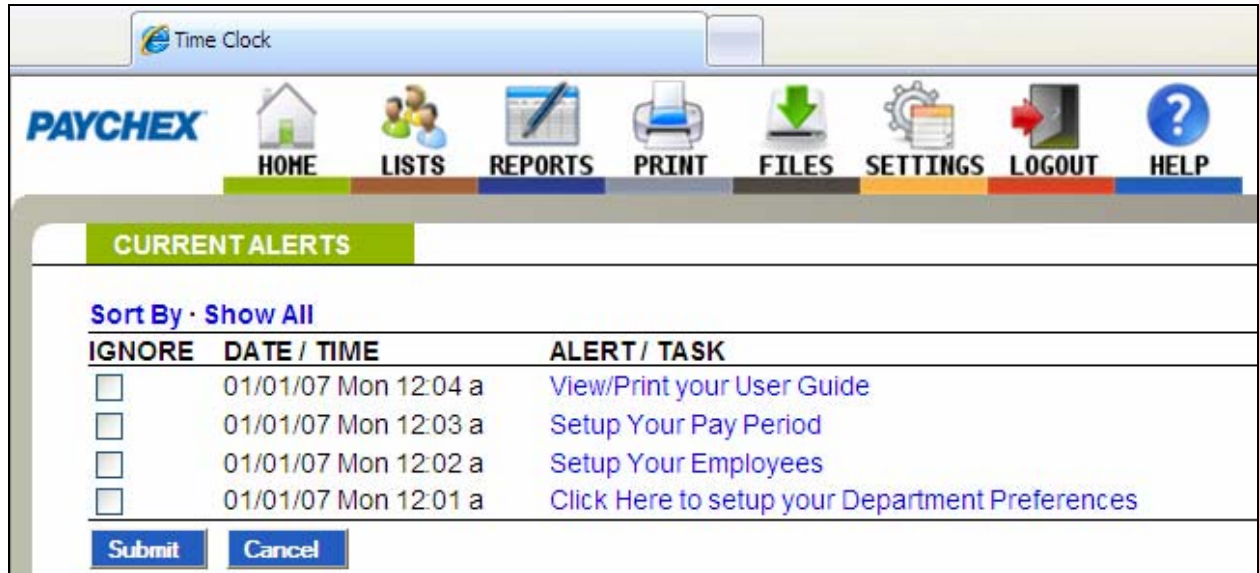 Time Clock
PAYCHEX
HOME LISTS REPORTS PRINT FILES SETTINGS LOGOUT HELP
CURRENT ALERTS
Sort By · Show All
IGNORE DATE / TIME ALERT / TASK
01/01/07 Mon 12:04 a View/Print your User Guide
01/01/07 Mon 12:03 a Setup Your Pay Period
01/01/07 Mon 12:02 a Setup Your Employees
01/01/07 Mon 12:01 a Click Here to setup your Department Preferences
Submit Cancel